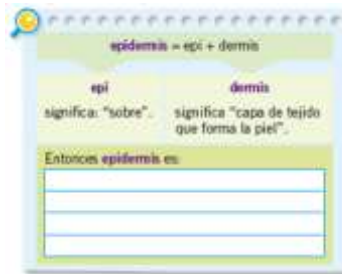 epidermis = epi + dermis
epi
significa: "sobre".
dermis
significa "capa de tejido
que forma la piel".
Entonces epidermis es: